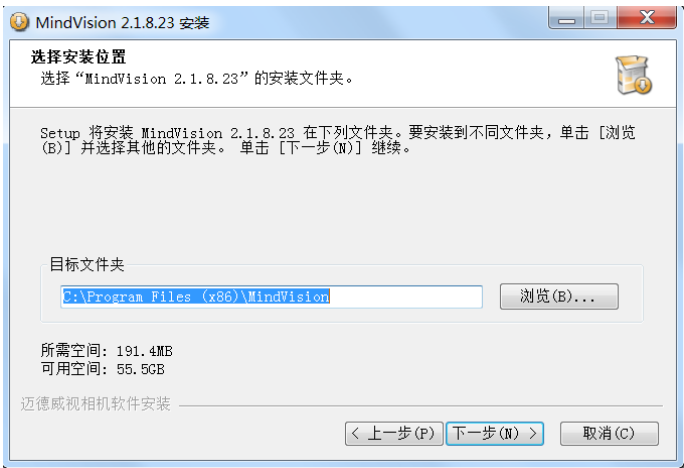 MindVision 2.1.8.23 安装
选择安装位置
选择“MindVision 2.1.8.23”的安装文件夹。
Setup 将安装 MindVision 2.1.8.23 在下列文件夹。要安装到不同文件夹，单击 [浏览
(B)] 并选择其他的文件夹。 单击 [下一步(N)] 继续。
目标文件夹
C:\Program Files (x86)\MindVision
浏览(B)...
所需空间: 191.4MB
可用空间: 55.5GB
迈德威视相机软件安装
< 上一步(P) 下一步(N) > 取消(C)